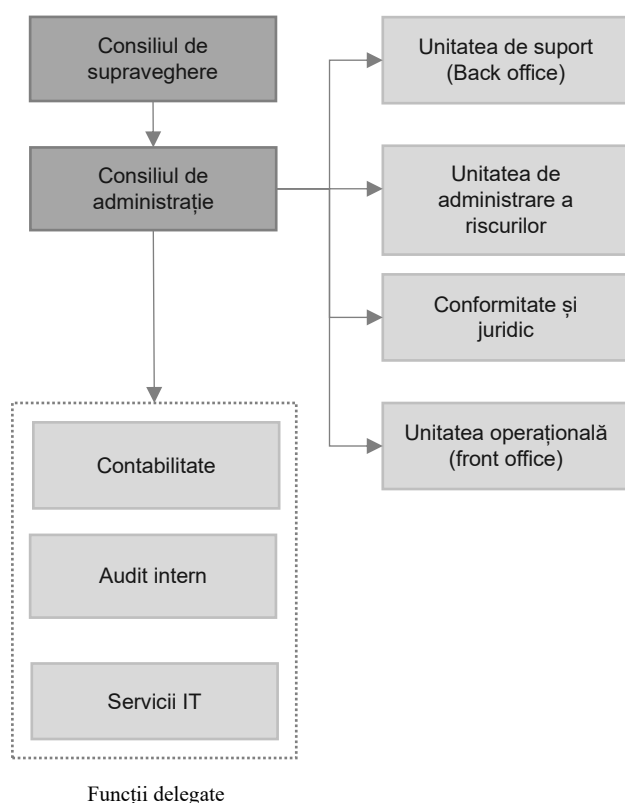 Consiliul de
supraveghere
Consiliul de
administrație
Unitatea de suport
(Back office)
Unitatea de
administrare a
riscurilor
Conformitate și
juridic
Unitatea operațională
(front office)
Contabilitate
Audit intern
Servicii IT
Funcții delegate